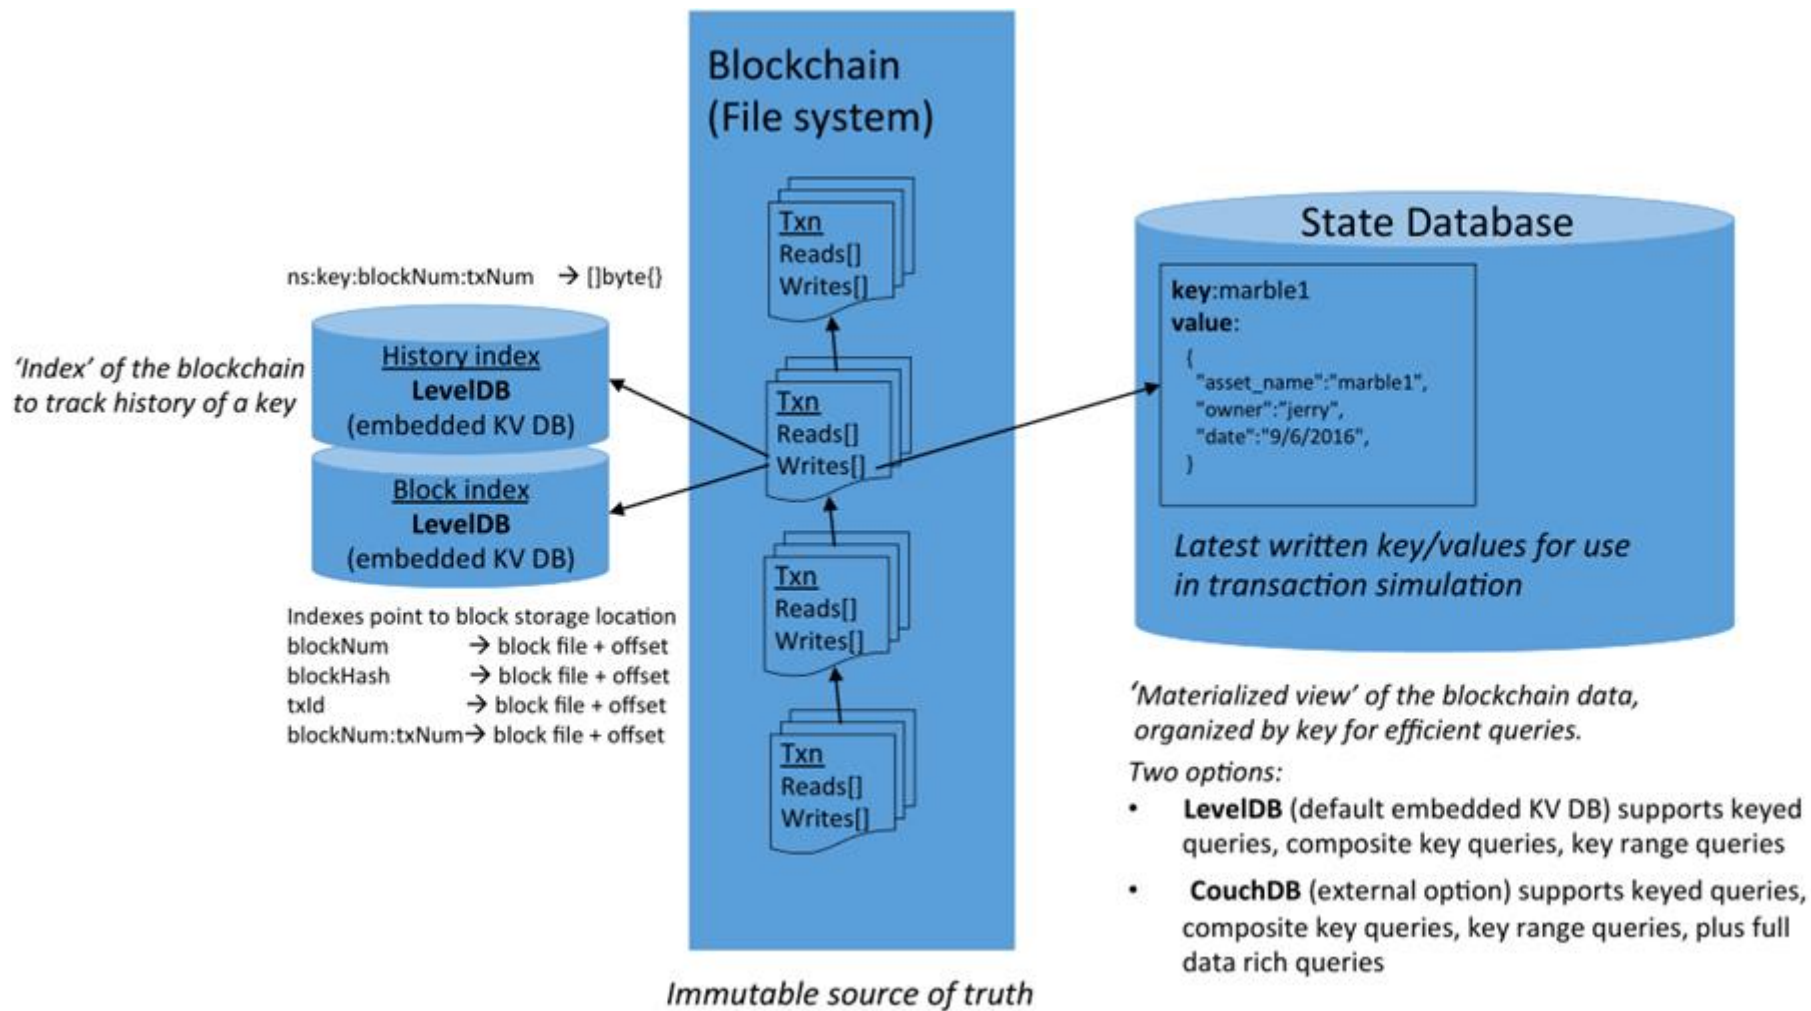 Blockchain
(File system)
Txn
Reads[]
Writes[]
Txn
Reads[]
Writes[]
Txn
Reads[]
Writes[]
Txn
Reads[]
Writes[]
Immutable source of truth
ns:key:blockNum:txNum → []byte{}
History index
LevelDB
(embedded KV DB)
'Index' of the blockchain
to track history of a key
Block index
LevelDB
(embedded KV DB)
Indexes point to block storage location
blockNum → block file + offset
blockHash → block file + offset
txId → block file + offset
blockNum:txNum→ block file + offset
State Database
key:marble1
value:
{
"asset_name":"marble1",
"owner":"jerry",
"date":"9/6/2016",
}
Latest written key/values for use
in transaction simulation
'Materialized view' of the blockchain data,
organized by key for efficient queries.
Two options:
• LevelDB (default embedded KV DB) supports keyed
queries, composite key queries, key range queries
• CouchDB (external option) supports keyed queries,
composite key queries, key range queries, plus full
data rich queries